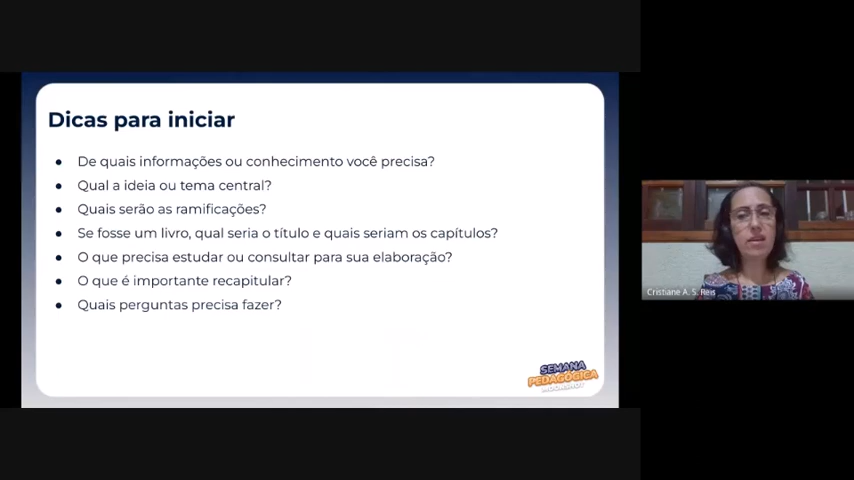 Dicas para iniciar
De quais informações ou conhecimento você precisa?
Qual a ideia ou tema central?
Quais serão as ramificações?
Se fosse um livro, qual seria o título e quais seriam os capítulos?
O que precisa estudar ou consultar para sua elaboração?
O que é importante recapitular?
Quais perguntas precisa fazer?
SEMANA
PEDAGÓGICA
MOONSHOT
Cristiane A. S. Reis